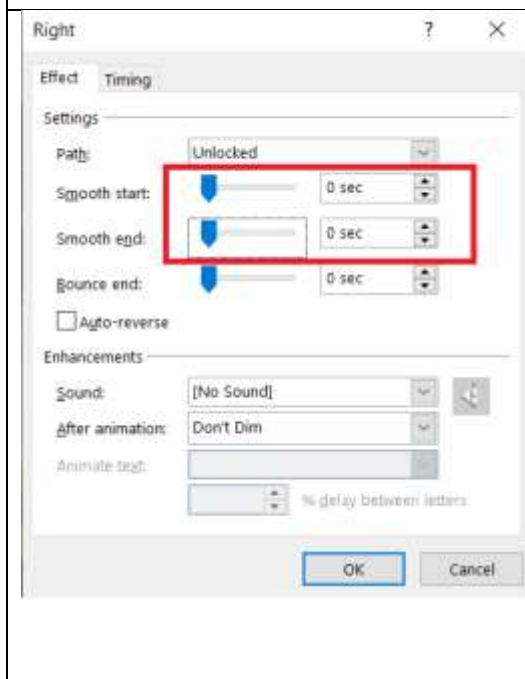 Right ? ×
Effect Timing
Settings
Path: Unlocked
Smooth start: 0 sec
Smooth end: 0 sec
Bounce end: 0 sec
Auto-reverse
Enhancements
Sound: [No Sound]
After animation: Don't Dim
Animate text:
% delay between letters
OK Cancel